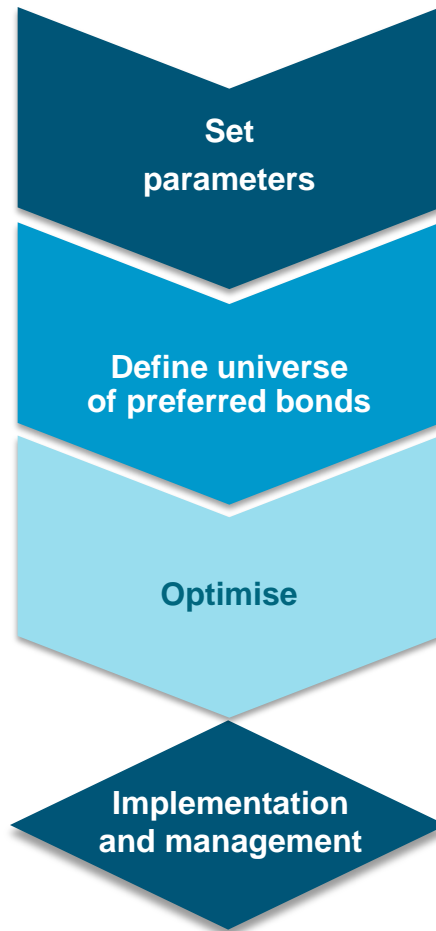 Set
parameters
Define universe
of preferred bonds
Optimise
Implementation
and management